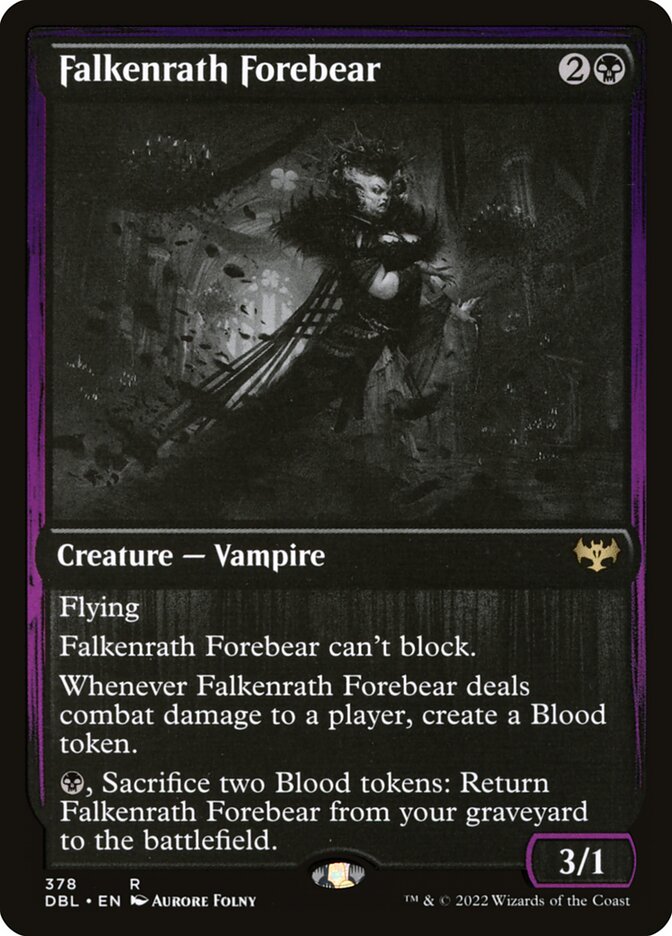 Falkenrath Forebear 2
Creature — Vampire
Flying
Falkenrath Forebear can't block.
Whenever Falkenrath Forebear deals
combat damage to a player, create a Blood
token.
, Sacrifice two Blood tokens: Return
Falkenrath Forebear from your graveyard
to the battlefield.
3/1
378 R
DBL • EN AURORE FOLNY ™ & © 2022 Wizards of the Coast